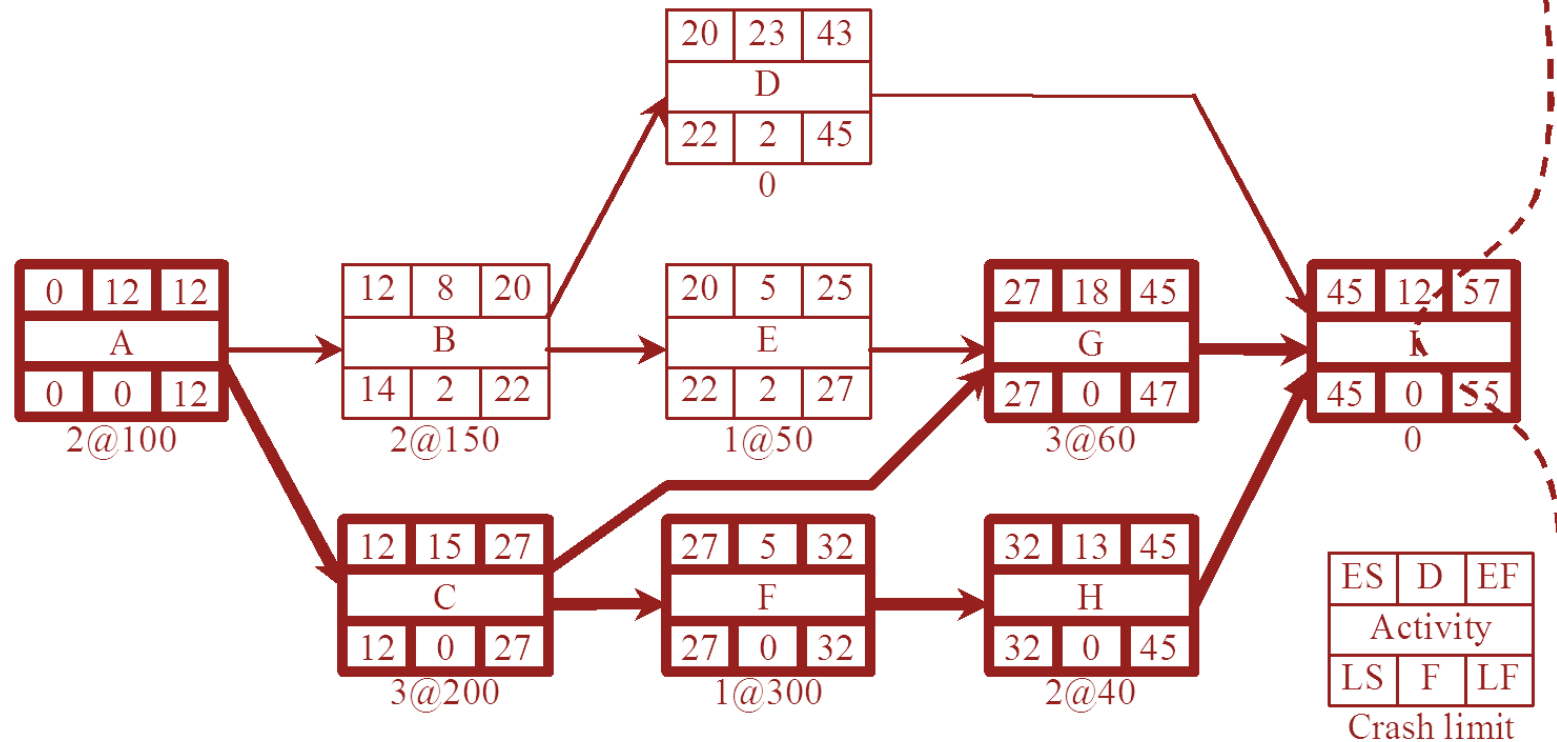 20 23 43
D
22 2 45
0
0 12 12
A
0 0 12
2@100
12 8 20
B
14 2 22
2@150
20 5 25
E
22 2 27
1@50
27 18 45
G
27 0 47
3@60
45 12 57
I
45 0 55
0
12 15 27
C
12 0 27
3@200
27 5 32
F
27 0 32
1@300
32 13 45
H
32 0 45
2@40
ES D EF
Activity
LS F LF
Crash limit